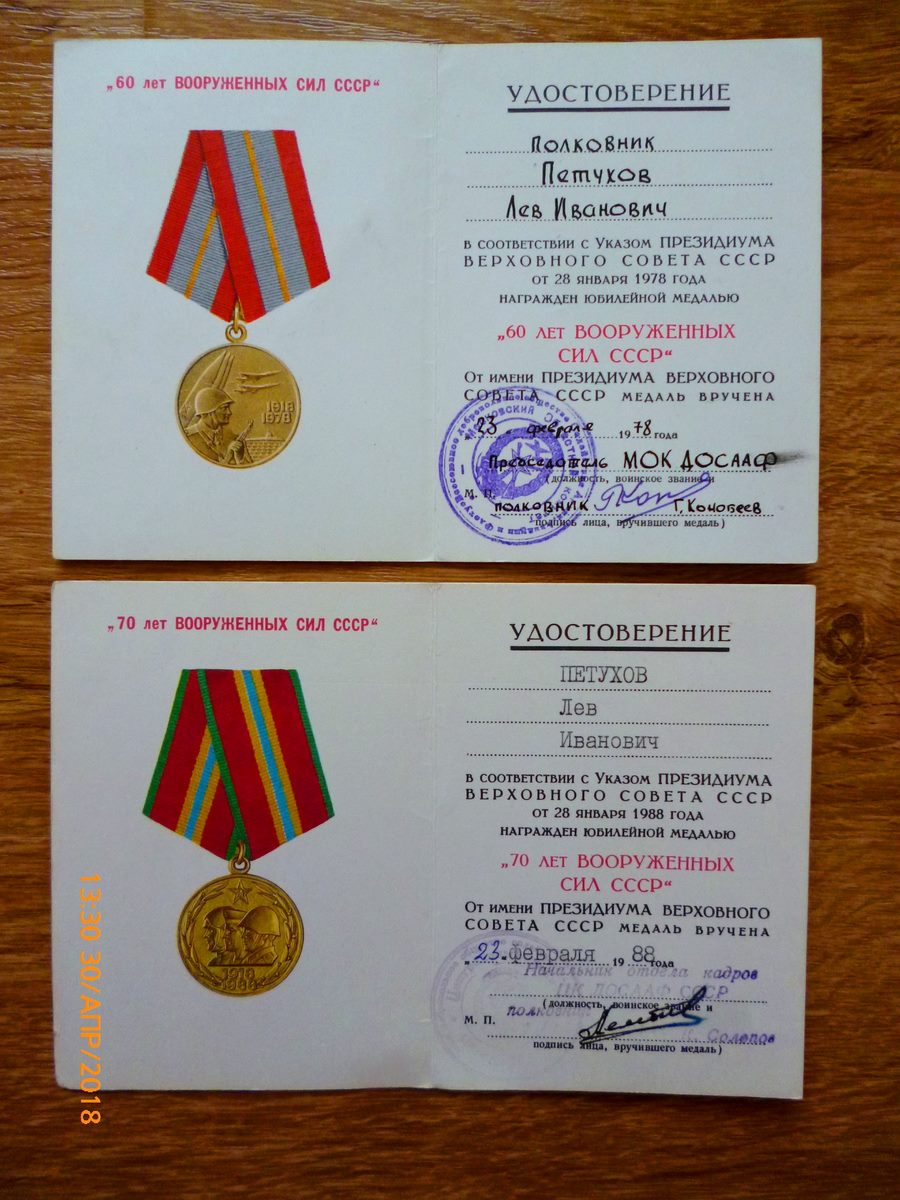 „60 лет ВООРУЖЕННЫХ СИЛ СССР“
1918
1978
УДОСТОВЕРЕНИЕ
полковник
Петухов
Лев Иванович
в соответствии с Указом ПРЕЗИДИУМА
ВЕРХОВНОГО СОВЕТА СССР
от 28 января 1978 года
награжден юбилейной медалью
„60 лет ВООРУЖЕННЫХ
СИЛ СССР“
От имени ПРЕЗИДИУМА ВЕРХОВНОГО
СОВЕТА СССР медаль вручена
„23„ февраля 1978 года
Председатель МОК ДОСААФ
(должность, воинское звание и
М. П.
полковник Г. Конобеев
подпись лица, вручившего медаль)
„70 лет ВООРУЖЕННЫХ СИЛ СССР“
1918
1988
УДОСТОВЕРЕНИЕ
ПЕТУХОВ
Лев
Иванович
в соответствии с Указом ПРЕЗИДИУМА
ВЕРХОВНОГО СОВЕТА СССР
от 28 января 1988 года
награжден юбилейной медалью
„70 лет ВООРУЖЕННЫХ
СИЛ СССР“
От имени ПРЕЗИДИУМА ВЕРХОВНОГО
СОВЕТА СССР медаль вручена
„23. февраля 1988 года
Начальник отдела кадров
ЦК ДОСААФ СССР
(должность, воинское звание и
М. П.
полковник
Солопов
подпись лица, вручившего медаль)
13:30 30/АПР/2018